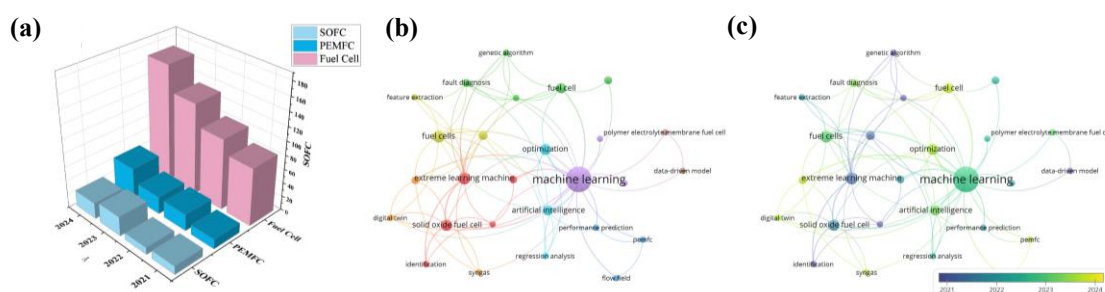 (a)
SOFC
PEMFC
Fuel Cell
180
160
140
120
100
80
60
40
20
0
SOFC
2024
2023
2022
2021
Fuel Cell
PEMFC
SOFC
(b)
genetic algorithm
fault diagnosis
fuel cell
feature extraction
fuel cells
polymer electrolyte membrane fuel cell
optimization
extreme learning machine
machine learning
data-driven model
artificial intelligence
digital twin
solid oxide fuel cell
performance prediction
pemfc
regression analysis
identification
syngas
flow field
(c)
genetic algorithm
fault diagnosis
fuel cell
feature extraction
fuel cells
polymer electrolyte membrane fuel c
optimization
extreme learning machine
machine learning
data-driven model
artificial intelligence
digital twin
solid oxide fuel cell
performance prediction
pemfc
regression analysis
identification
syngas
2021
2022
2023
2024